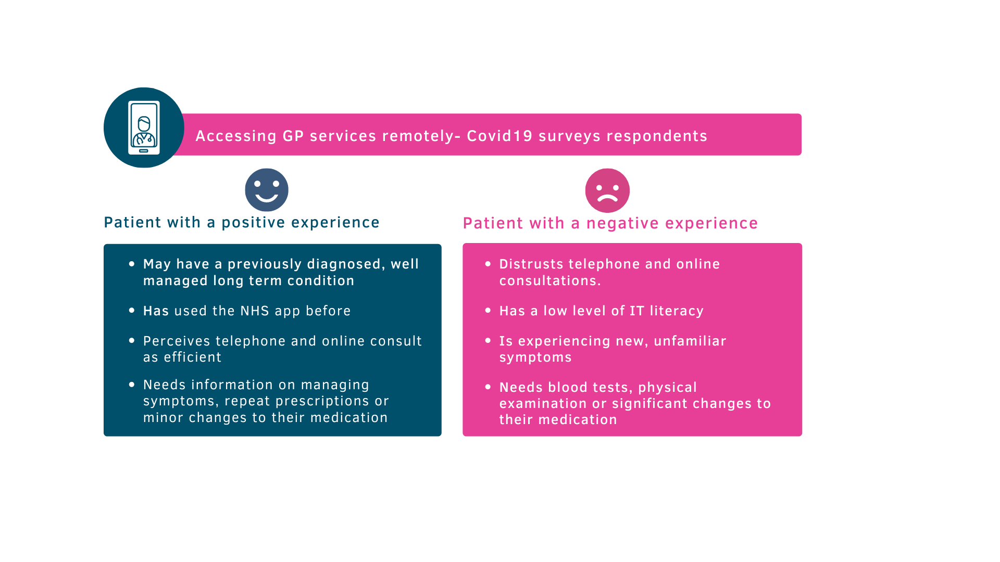 Accessing GP services remotely- Covid19 surveys respondents
Patient with a positive experience
• May have a previously diagnosed, well
managed long term condition
• Has used the NHS app before
• Perceives telephone and online consult
as efficient
• Needs information on managing
symptoms, repeat prescriptions or
minor changes to their medication
Patient with a negative experience
• Distrusts telephone and online
consultations.
• Has a low level of IT literacy
• Is experiencing new, unfamiliar
symptoms
• Needs blood tests, physical
examination or significant changes to
their medication